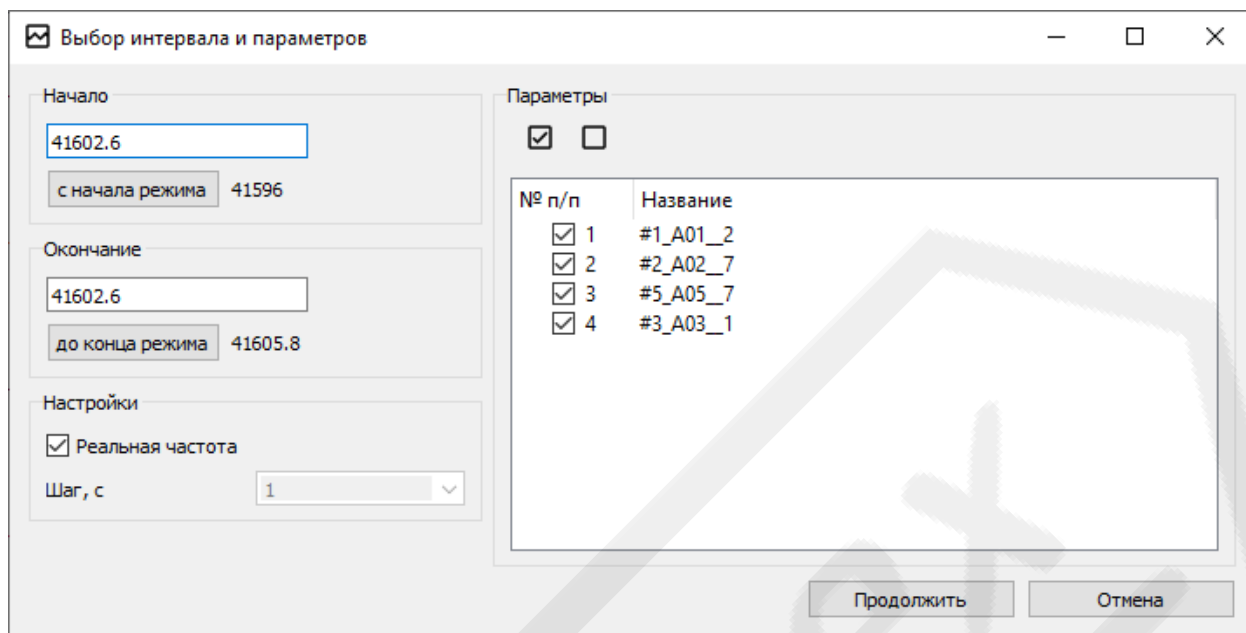 Выбор интервала и параметров
Начало
41602.6
с начала режима 41596
Окончание
41602.6
до конца режима 41605.8
Настройки
Реальная частота
Шаг, с 1
Параметры
№ п/п Название
1 #1_A01__2
2 #2_A02__7
3 #5_A05__7
4 #3_A03__1
Продолжить Отмена